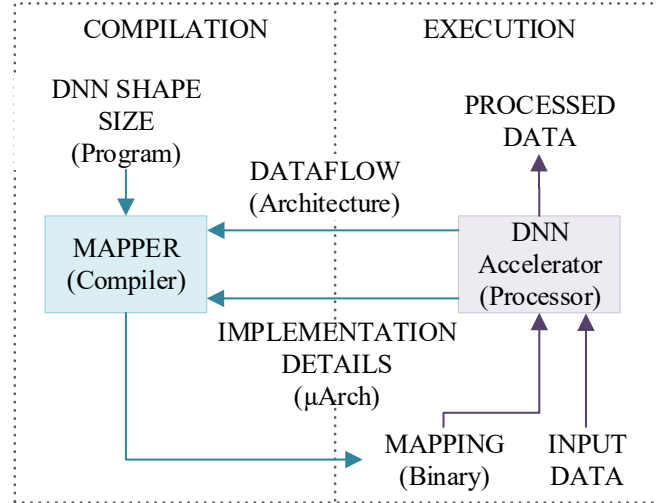 COMPILATION
EXECUTION
DNN SHAPE
SIZE
(Program)
PROCESSED
DATA
DATAFLOW
(Architecture)
MAPPER
(Compiler)
DNN
Accelerator
(Processor)
IMPLEMENTATION
DETAILS
(μArch)
MAPPING
(Binary)
INPUT
DATA